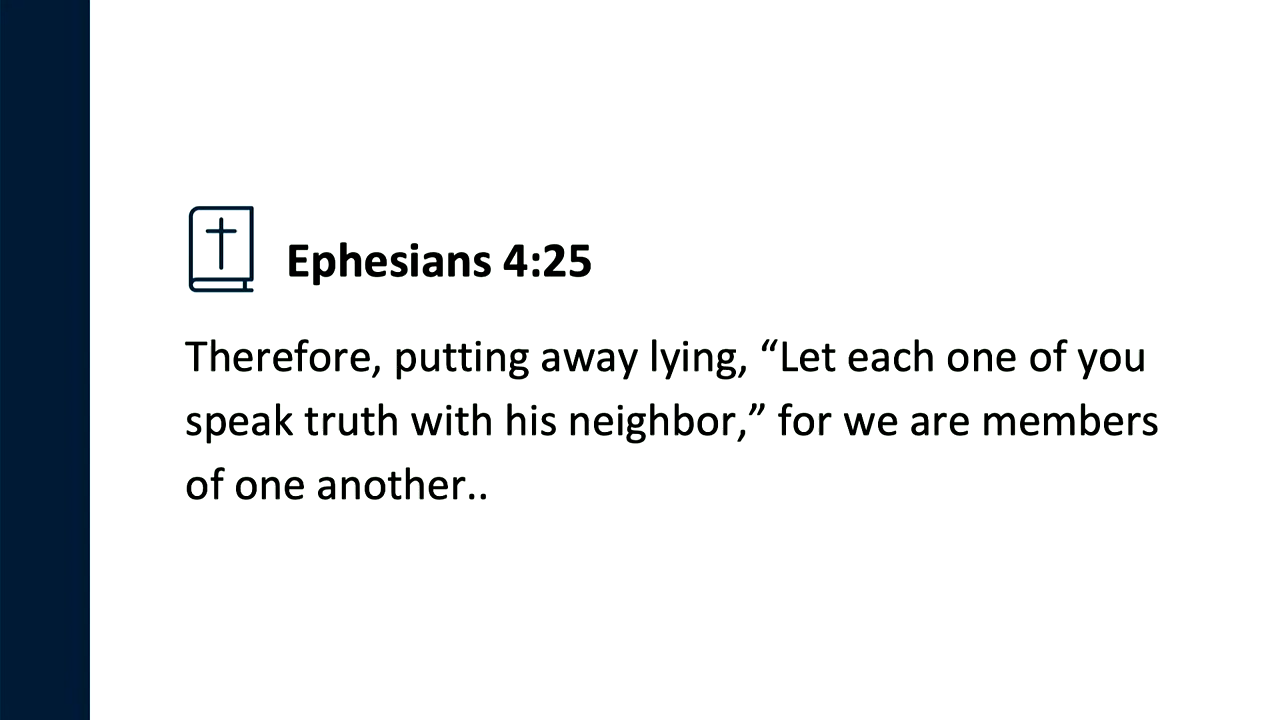 Ephesians 4:25
Therefore, putting away lying, “Let each one of you
speak truth with his neighbor,” for we are members
of one another..